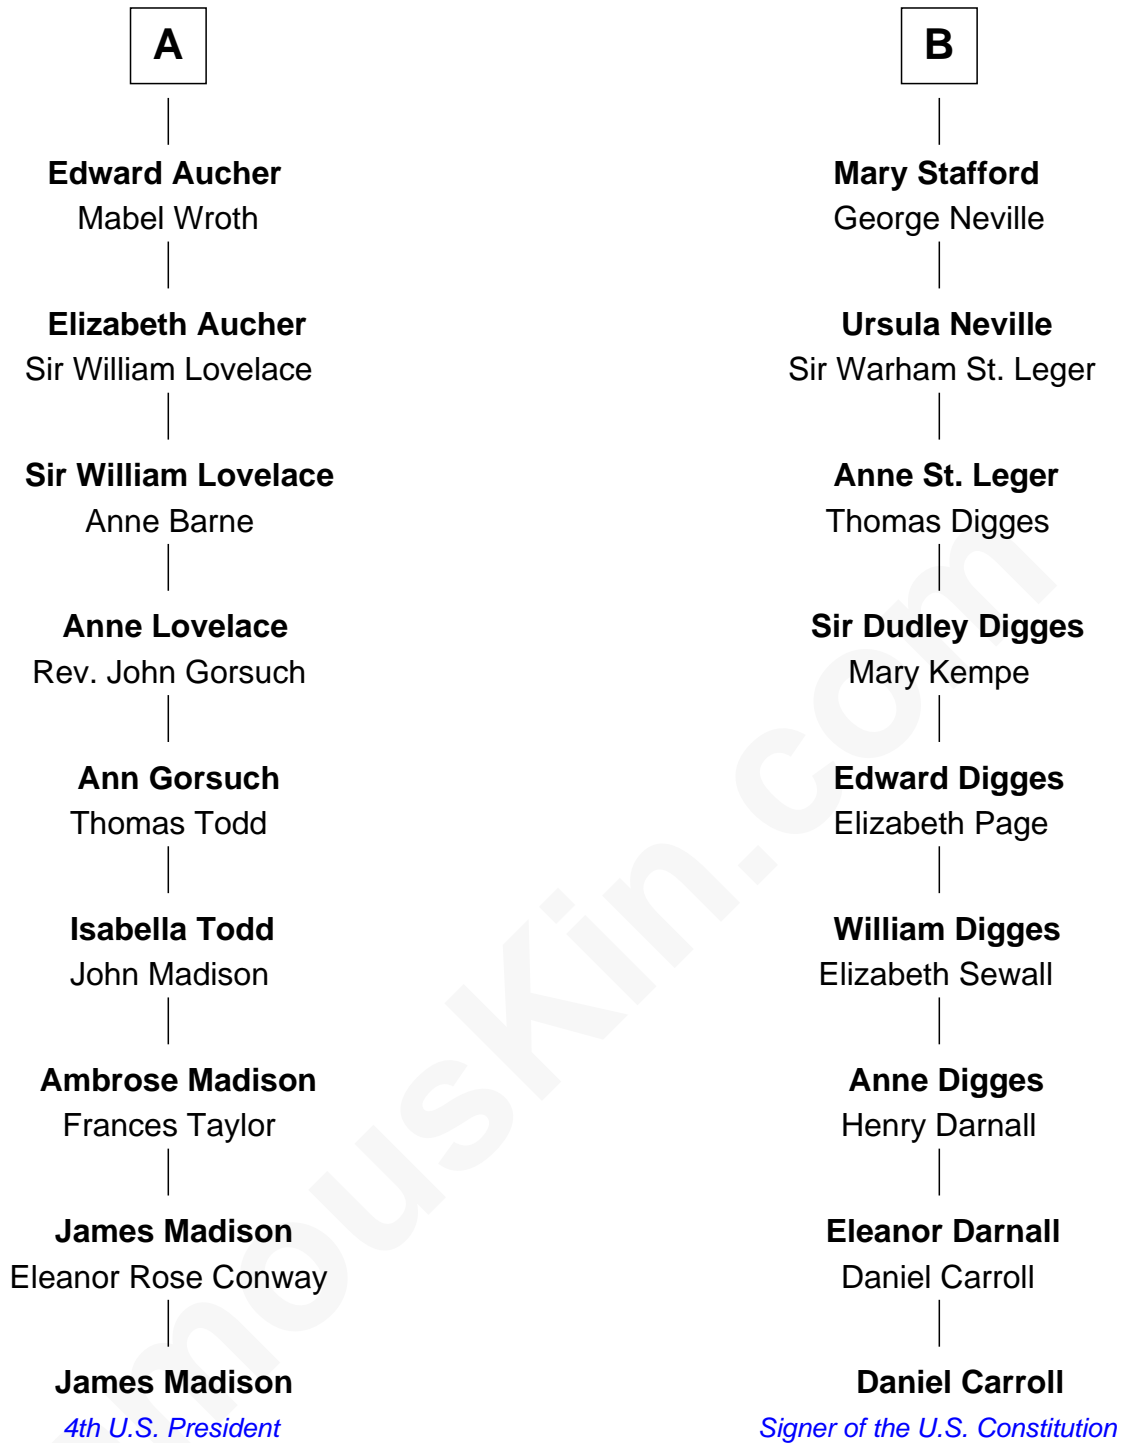 A
Edward Aucher
Mabel Wroth
Elizabeth Aucher
Sir William Lovelace
Sir William Lovelace
Anne Barne
Anne Lovelace
Rev. John Gorsuch
Ann Gorsuch
Thomas Todd
Isabella Todd
John Madison
Ambrose Madison
Frances Taylor
James Madison
Eleanor Rose Conway
James Madison
4th U.S. President
B
Mary Stafford
George Neville
Ursula Neville
Sir Warham St. Leger
Anne St. Leger
Thomas Digges
Sir Dudley Digges
Mary Kempe
Edward Digges
Elizabeth Page
William Digges
Elizabeth Sewall
Anne Digges
Henry Darnall
Eleanor Darnall
Daniel Carroll
Daniel Carroll
Signer of the U.S. Constitution
mousKin.com